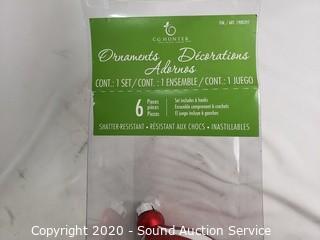 CG HUNTER
Ornaments Décorations
Adornos
CONT.: 1 SET/ CONT. : 1 ENSEMBLE/ CONT.: 1 JUEGO
6 Pieces
pièces
Piezas
Set includes 6 hooks
Ensemble comprenant 6 crochets
El juego incluye 6 ganchos
SHATTER-RESISTANT • RÉSISTANT AUX CHOCS • INASTILLABLES
Copyright 2020 - Sound Auction Service